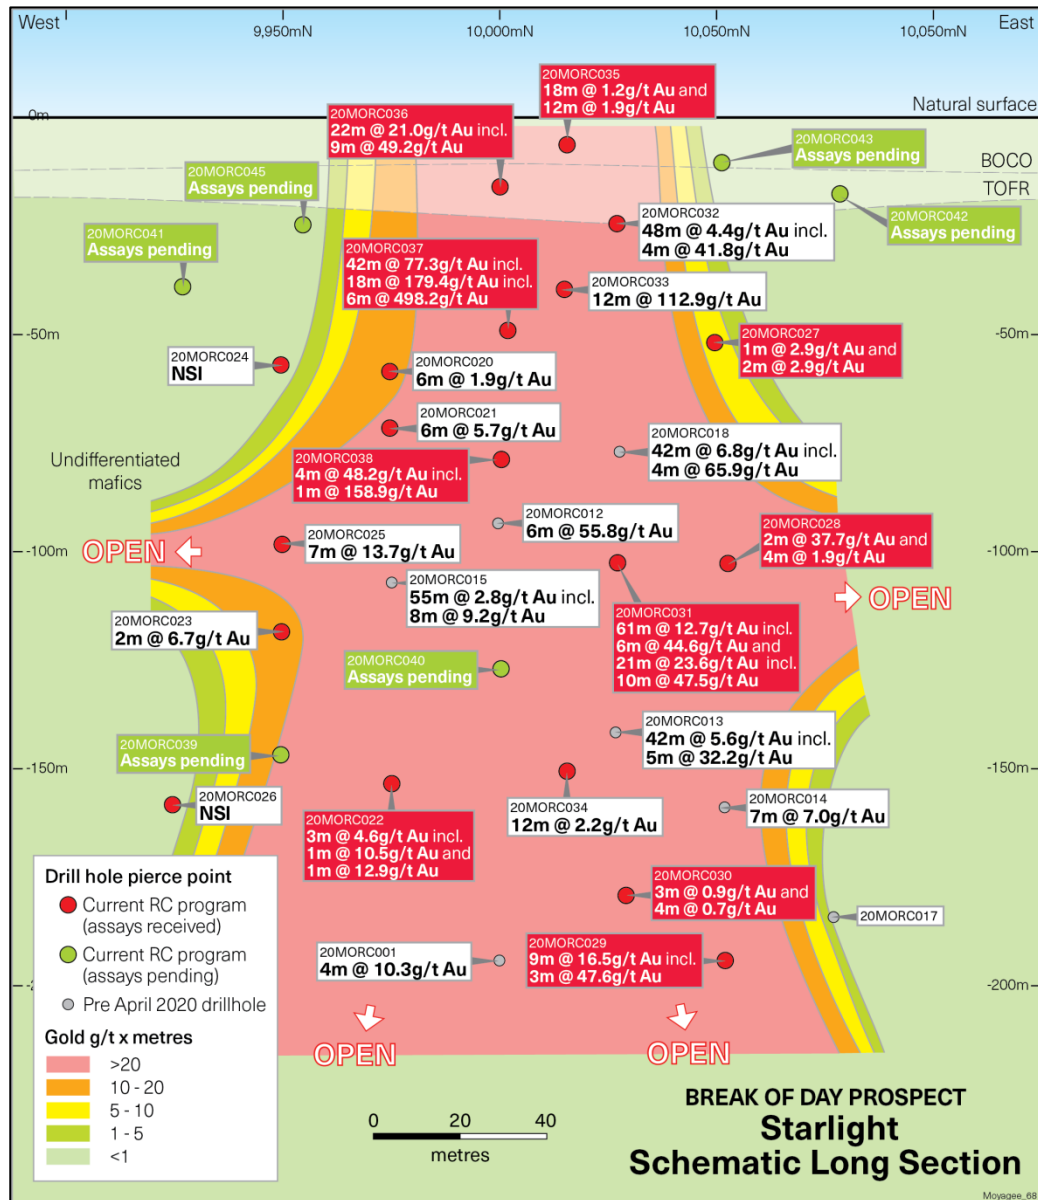 West
9,950mN
10,000mN
10,050mN
10,050mN
East
0m
Natural surface
20MORC035
18m @ 1.2g/t Au and
12m @ 1.9g/t Au
20MORC036
22m @ 21.0g/t Au incl.
9m @ 49.2g/t Au
20MORC043
Assays pending
BOCO
TOFR
20MORC045
Assays pending
20MORC042
Assays pending
20MORC041
Assays pending
20MORC032
48m @ 4.4g/t Au incl.
4m @ 41.8g/t Au
20MORC037
42m @ 77.3g/t Au incl.
18m @ 179.4g/t Au incl.
6m @ 498.2g/t Au
20MORC033
12m @ 112.9g/t Au
-50m
-50m
20MORC027
1m @ 2.9g/t Au and
2m @ 2.9g/t Au
20MORC024
NSI
20MORC020
6m @ 1.9g/t Au
20MORC021
6m @ 5.7g/t Au
20MORC018
42m @ 6.8g/t Au incl.
4m @ 65.9g/t Au
Undifferentiated
mafics
20MORC038
4m @ 48.2g/t Au incl.
1m @ 158.9g/t Au
20MORC012
6m @ 55.8g/t Au
20MORC028
2m @ 37.7g/t Au and
4m @ 1.9g/t Au
20MORC025
7m @ 13.7g/t Au
-100m
OPEN
-100m
20MORC015
55m @ 2.8g/t Au incl.
8m @ 9.2g/t Au
OPEN
20MORC031
61m @ 12.7g/t Au incl.
6m @ 44.6g/t Au and
21m @ 23.6g/t Au incl.
10m @ 47.5g/t Au
20MORC023
2m @ 6.7g/t Au
20MORC040
Assays pending
20MORC013
42m @ 5.6g/t Au incl.
5m @ 32.2g/t Au
20MORC039
Assays pending
-150m
-150m
20MORC026
NSI
20MORC034
12m @ 2.2g/t Au
20MORC014
7m @ 7.0g/t Au
20MORC022
3m @ 4.6g/t Au incl.
1m @ 10.5g/t Au and
1m @ 12.9g/t Au
20MORC030
3m @ 0.9g/t Au and
4m @ 0.7g/t Au
20MORC017
20MORC001
4m @ 10.3g/t Au
20MORC029
9m @ 16.5g/t Au incl.
3m @ 47.6g/t Au
-200m
OPEN
OPEN
Drill hole pierce point
Current RC program
(assays received)
Current RC program
(assays pending)
Pre April 2020 drillhole
Gold g/t x metres
>20
10 - 20
5 - 10
1 - 5
<1
0 20 40
metres
BREAK OF DAY PROSPECT
Starlight
Schematic Long Section
Moyagee_68